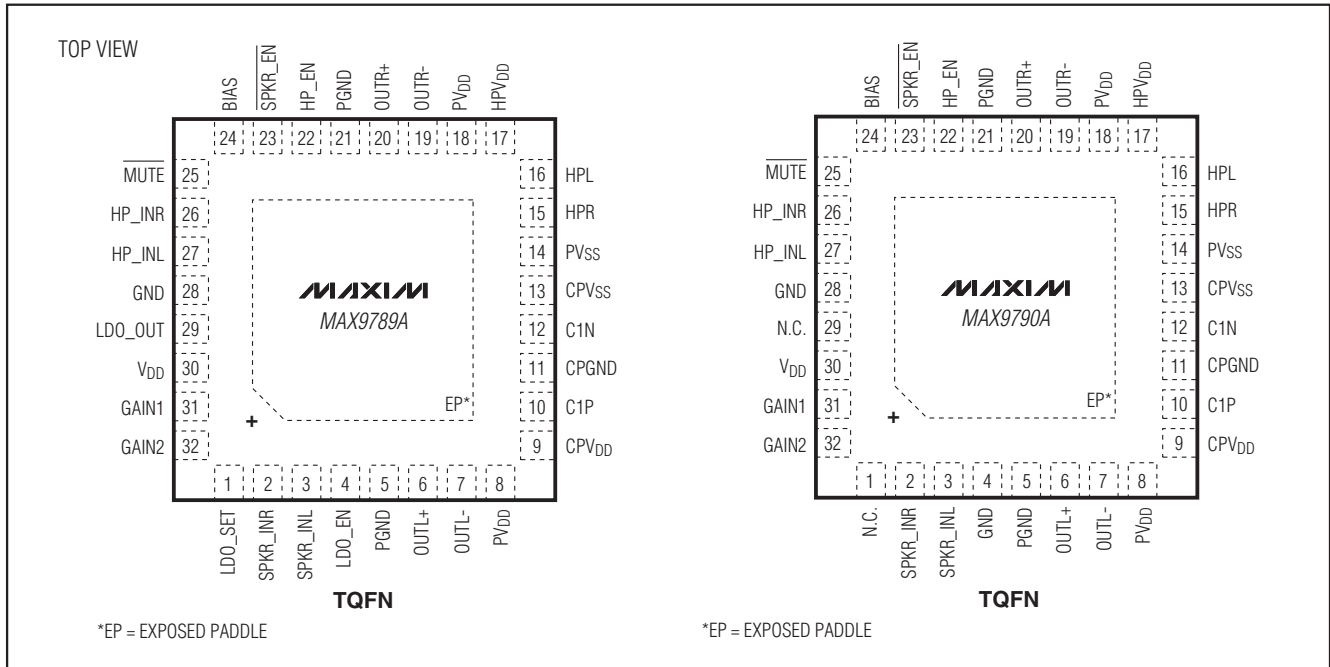 TOP VIEW
BIAS
SPKR_EN
HP_EN
PGND
OUTR+
OUTR-
PVDD
HPVDD
24 23 22 21 20 19 18 17
MUTE 25
HP_INR 26
HP_INL 27
GND 28
LDO_OUT 29
VDD 30
GAIN1 31
GAIN2 32
16 HPL
15 HPR
14 PVSS
13 CPVSS
12 C1N
11 CPGND
10 C1P
9 CPVDD
MAXIM
MAX9789A
EP*
+
1 2 3 4 5 6 7 8
LDO_SET
SPKR_INR
SPKR_INL
LDO_EN
PGND
OUTL+
OUTL-
PVDD
TQFN
*EP = EXPOSED PADDLE
BIAS
SPKR_EN
HP_EN
PGND
OUTR+
OUTR-
PVDD
HPVDD
24 23 22 21 20 19 18 17
MUTE 25
HP_INR 26
HP_INL 27
GND 28
N.C. 29
VDD 30
GAIN1 31
GAIN2 32
16 HPL
15 HPR
14 PVSS
13 CPVSS
12 C1N
11 CPGND
10 C1P
9 CPVDD
MAXIM
MAX9790A
EP*
+
1 2 3 4 5 6 7 8
N.C.
SPKR_INR
SPKR_INL
GND
PGND
OUTL+
OUTL-
PVDD
TQFN
*EP = EXPOSED PADDLE